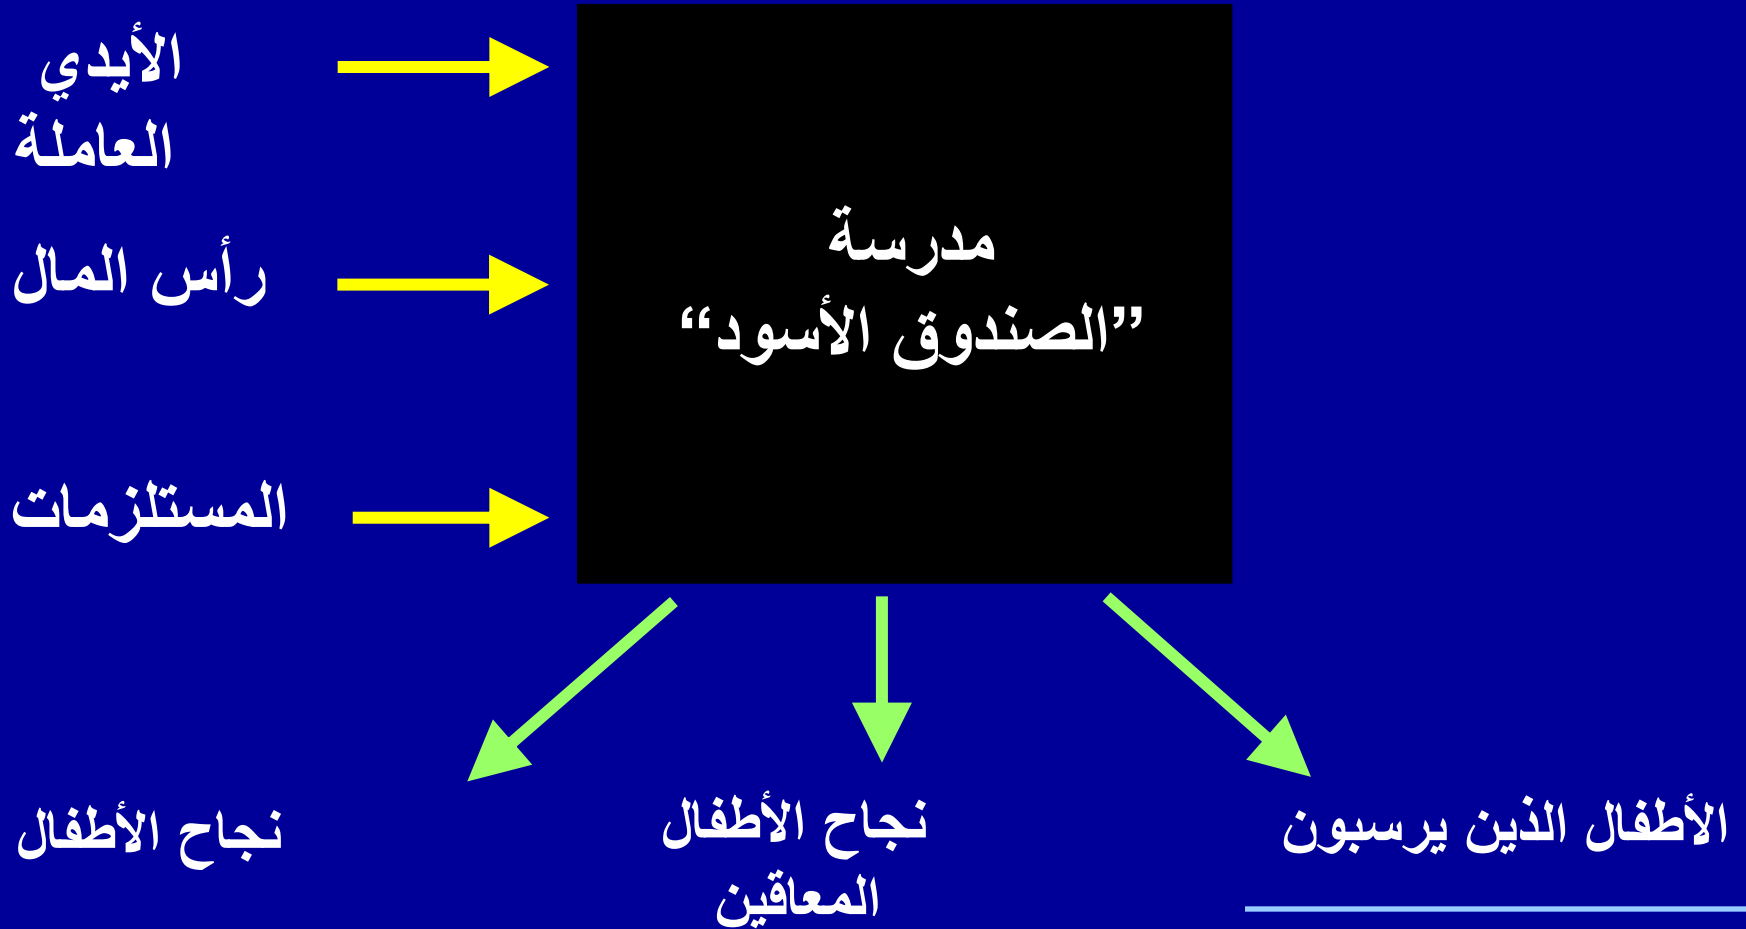 الأيدي
العاملة
رأس المال
المستلزمات
مدرسة
”الصندوق الأسود“
نجاح الأطفال
نجاح الأطفال
المعاقين
الأطفال الذين يرسبون